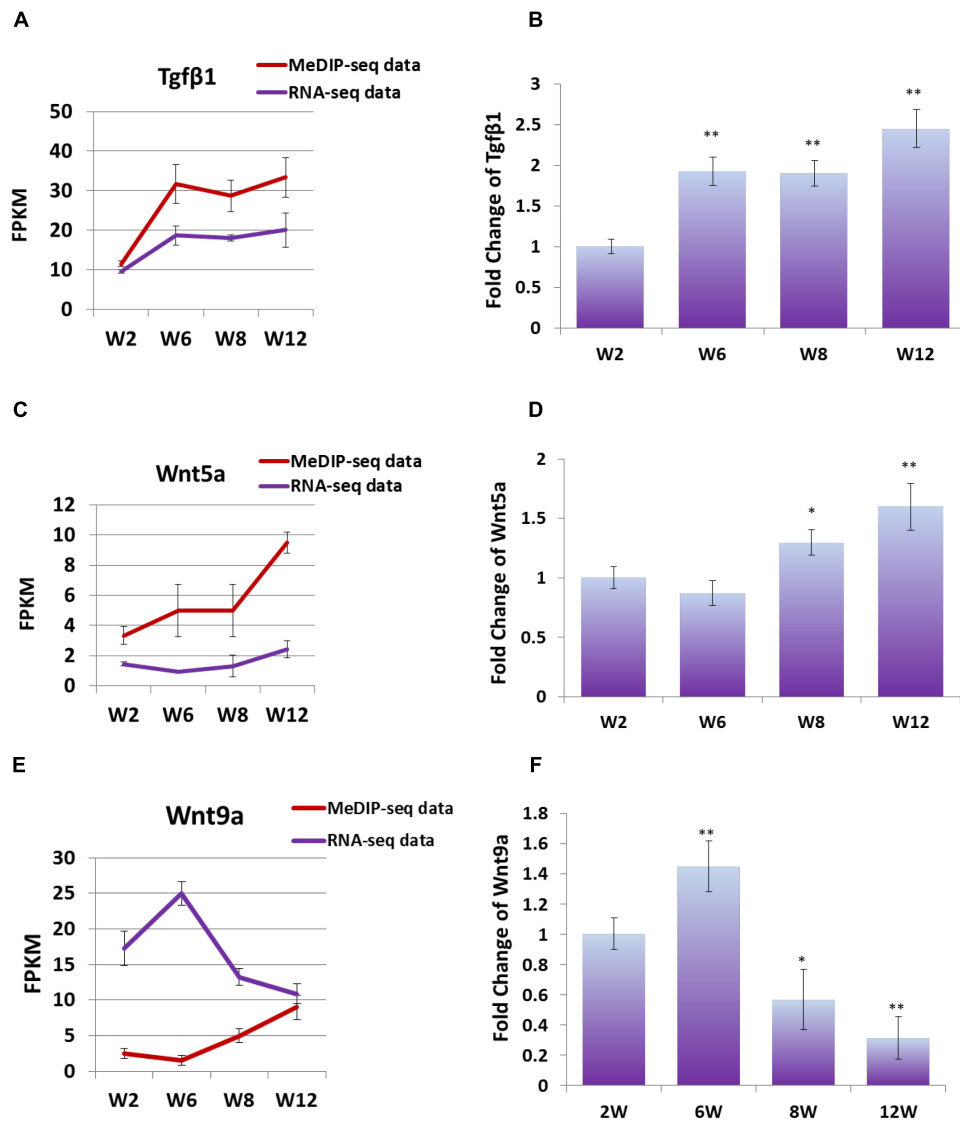 A
Tgfβ1
MeDIP-seq data
RNA-seq data
FPKM
50
40
30
20
10
0
W2 W6 W8 W12
B
Fold Change of Tgfβ1
3
2.5
2
1.5
1
0.5
0
** ** **
W2 W6 W8 W12
C
Wnt5a
MeDIP-seq data
RNA-seq data
FPKM
12
10
8
6
4
2
0
W2 W6 W8 W12
D
Fold Change of Wnt5a
2
1.5
1
0.5
0
* **
W2 W6 W8 W12
E
Wnt9a
MeDIP-seq data
RNA-seq data
FPKM
30
25
20
15
10
5
0
W2 W6 W8 W12
F
Fold Change of Wnt9a
1.8
1.6
1.4
1.2
1
0.8
0.6
0.4
0.2
0
** * **
2W 6W 8W 12W